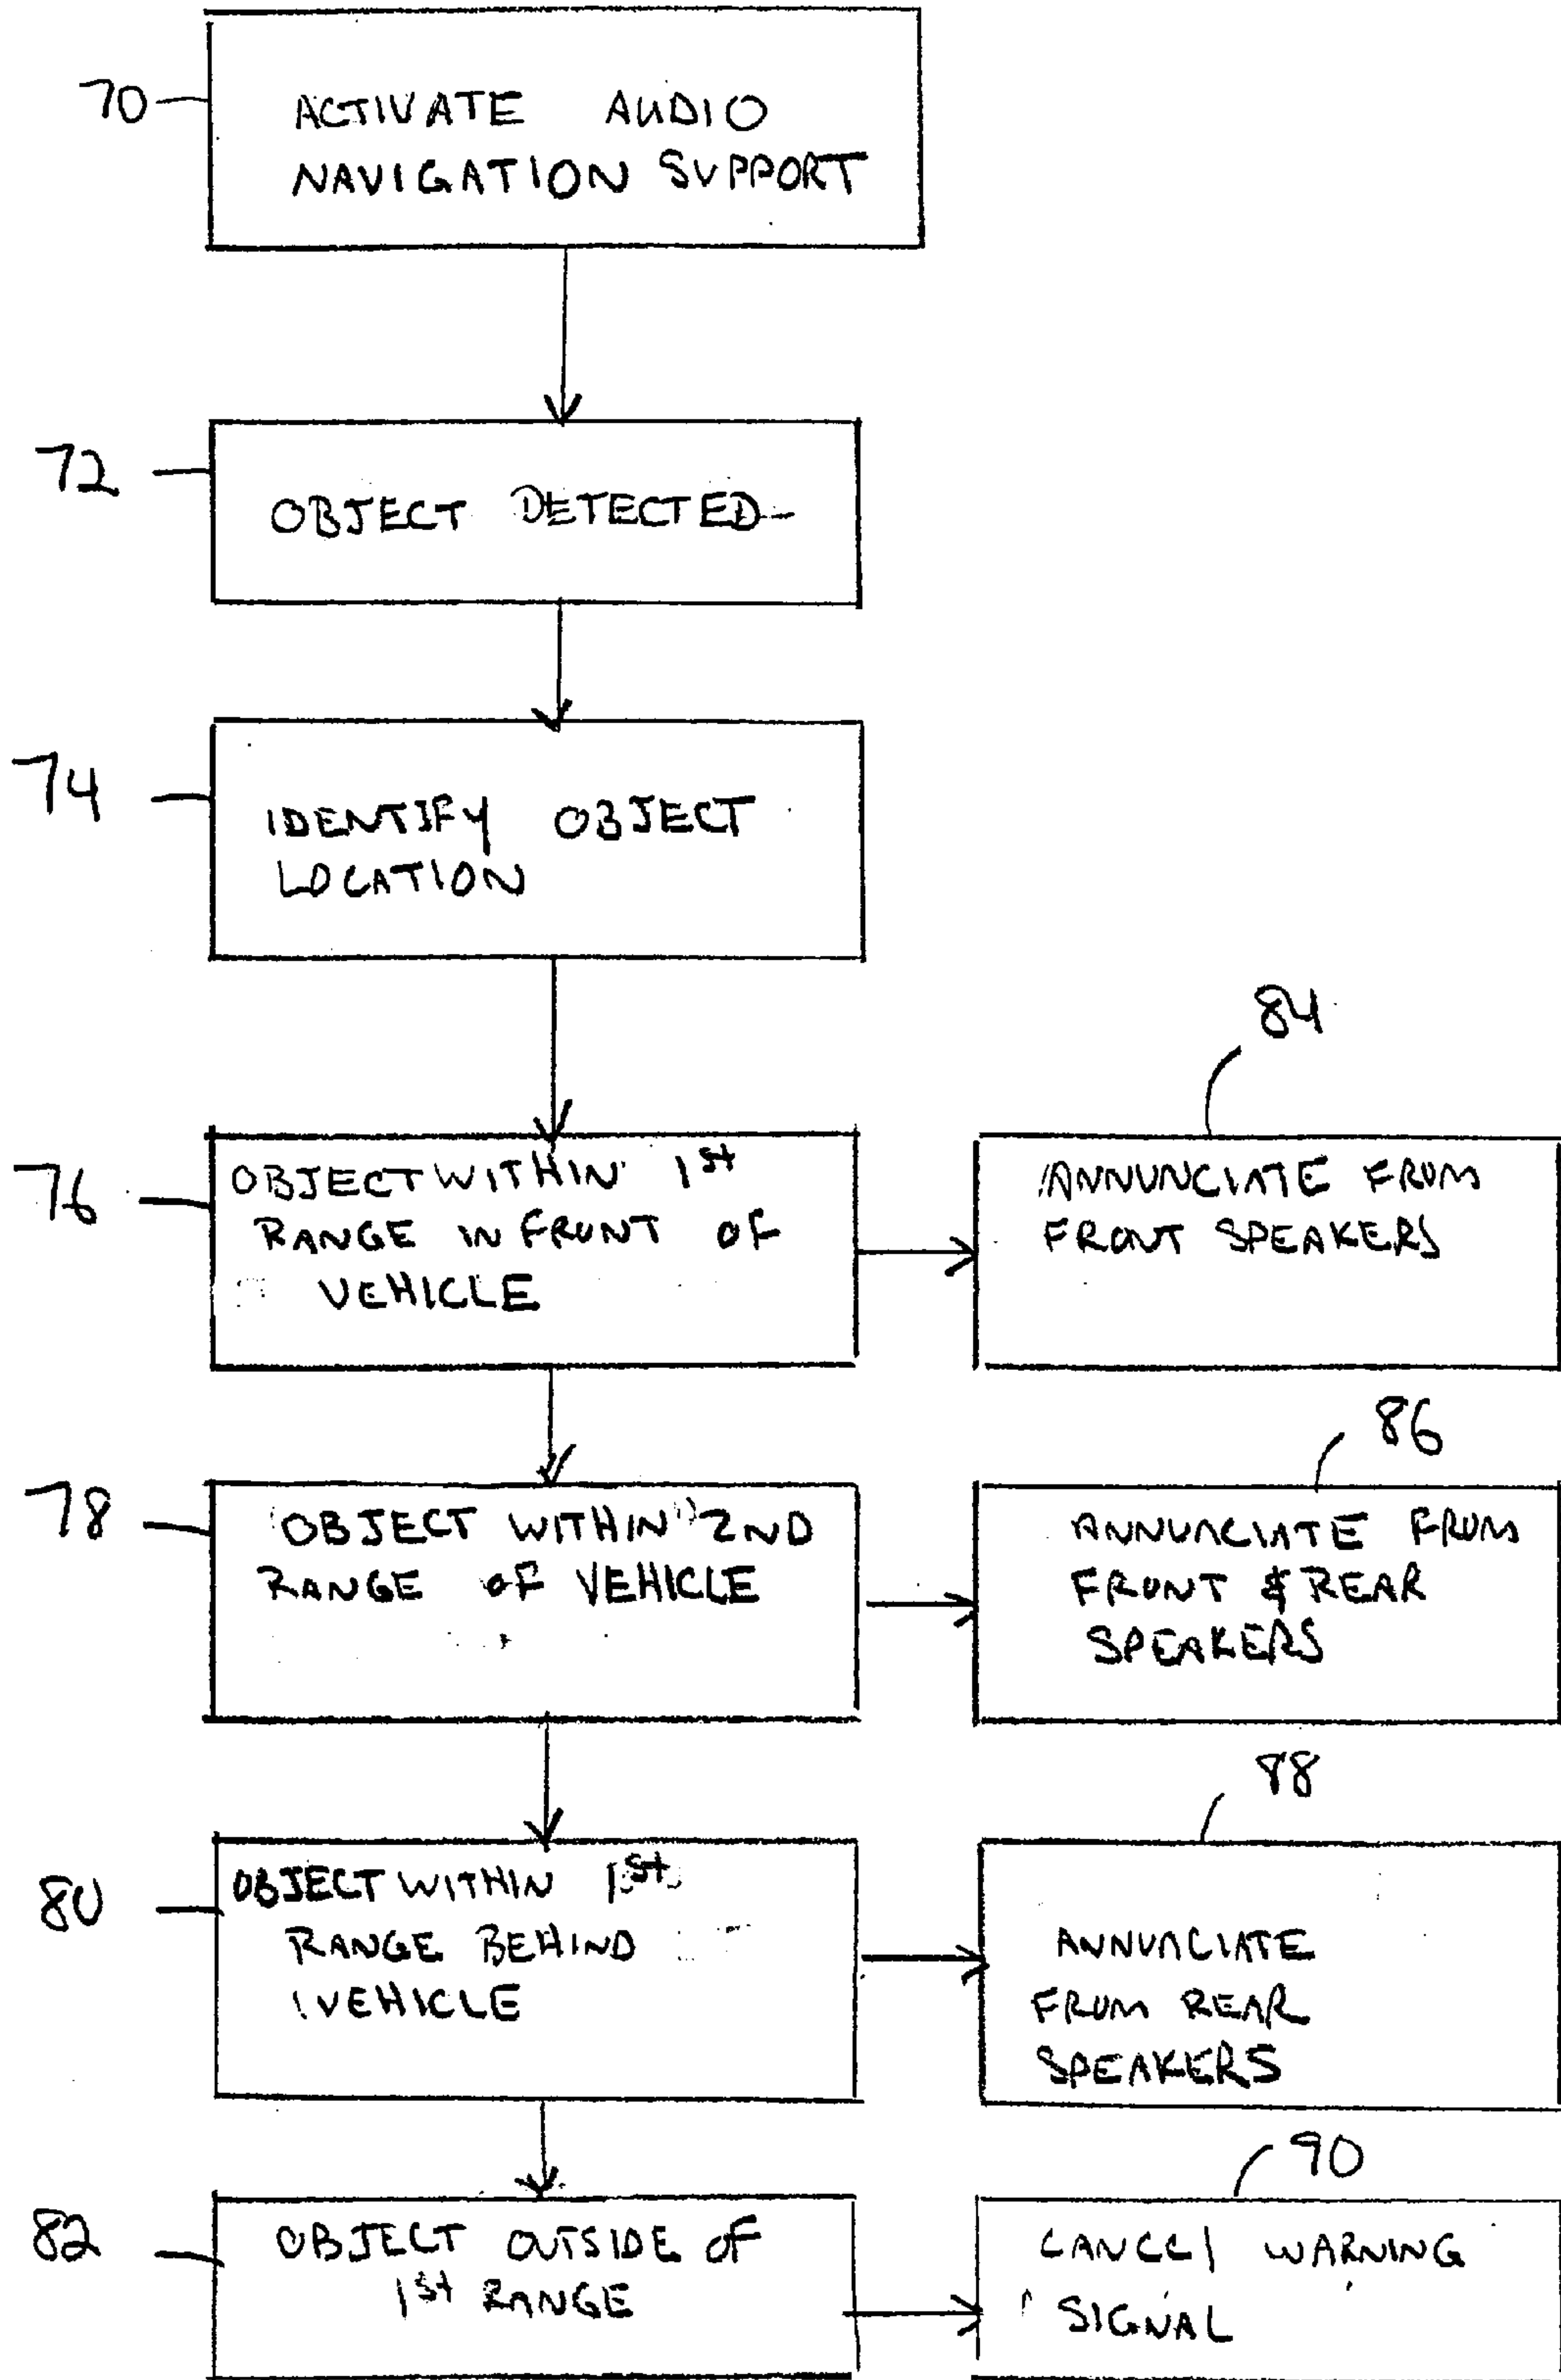 70
ACTIVATE AUDIO
NAVIGATION SUPPORT
72
OBJECT DETECTED
74
IDENTIFY OBJECT
LOCATION
84
76
OBJECT WITHIN 1st
RANGE IN FRONT OF
VEHICLE
ANNUNCIATE FROM
FRONT SPEAKERS
86
78
OBJECT WITHIN 2ND
RANGE OF VEHICLE
ANNUNCIATE FROM
FRONT & REAR
SPEAKERS
88
80
OBJECT WITHIN 1st
RANGE BEHIND
VEHICLE
ANNUNCIATE
FROM REAR
SPEAKERS
90
82
OBJECT OUTSIDE OF
1st RANGE
CANCEl WARNING
SIGNAL